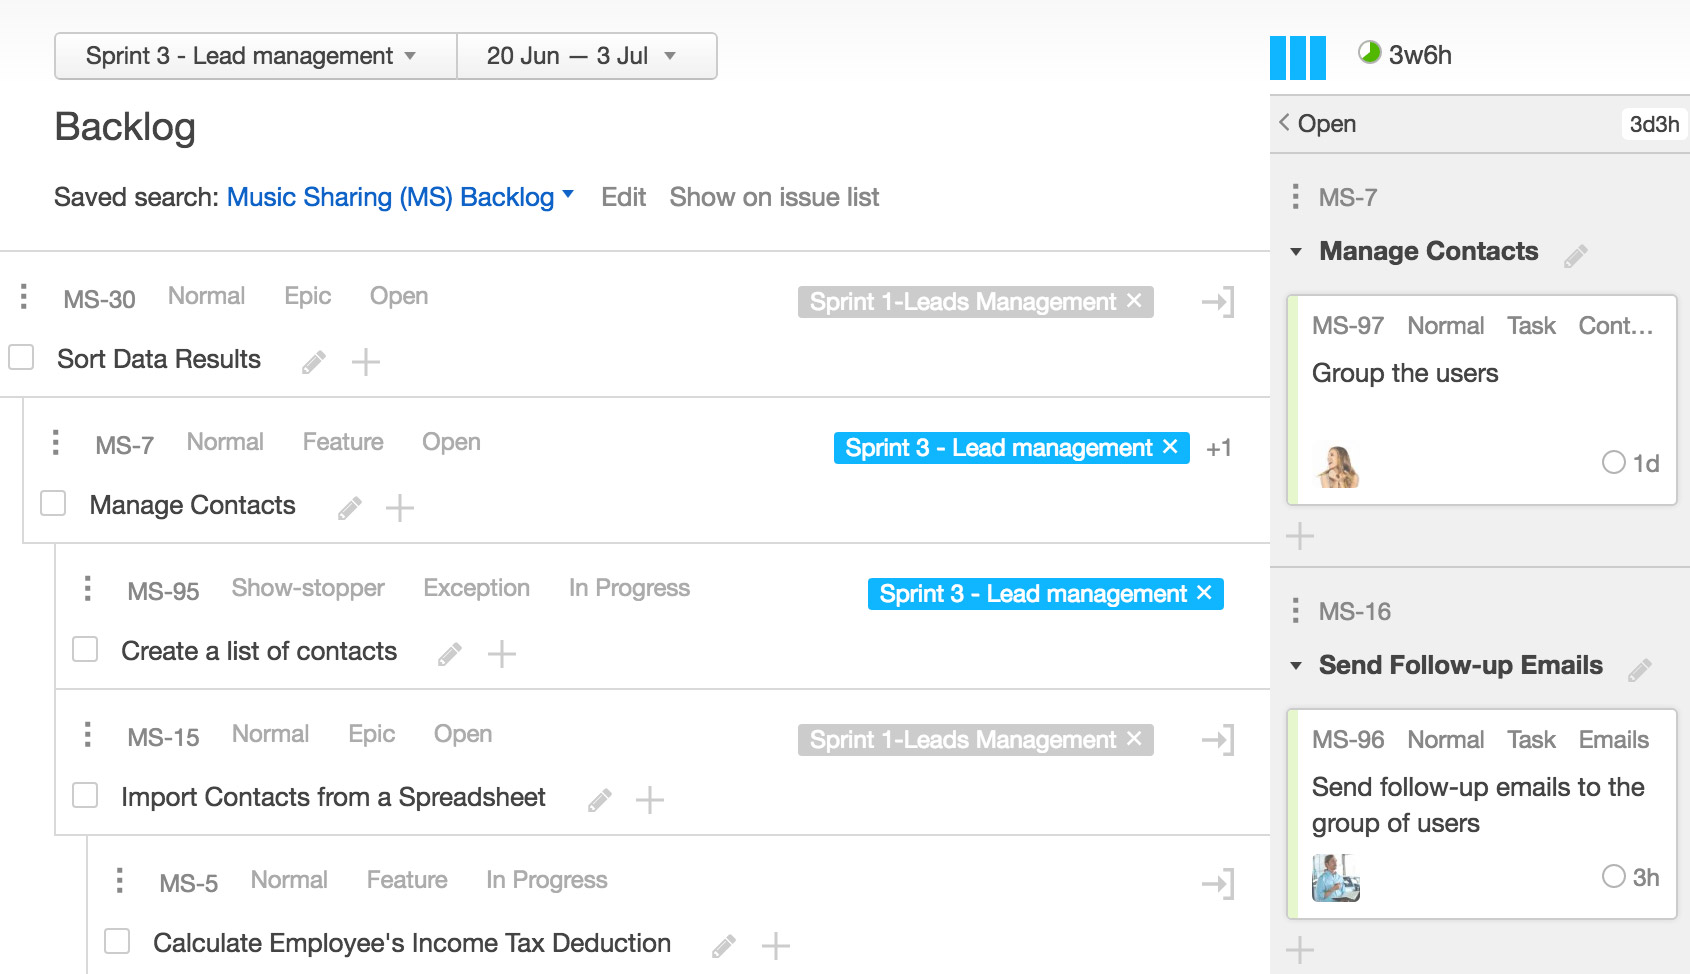 Sprint 3 - Lead management
20 Jun — 3 Jul
3w6h
Backlog
Saved search: Music Sharing (MS) Backlog Edit Show on issue list
MS-30 Normal Epic Open Sprint 1-Leads Management ×
Sort Data Results
MS-7 Normal Feature Open Sprint 3 - Lead management × +1
Manage Contacts
MS-95 Show-stopper Exception In Progress Sprint 3 - Lead management ×
Create a list of contacts
MS-15 Normal Epic Open Sprint 1-Leads Management ×
Import Contacts from a Spreadsheet
MS-5 Normal Feature In Progress
Calculate Employee's Income Tax Deduction
Open 3d3h
MS-7
Manage Contacts
MS-97 Normal Task Cont...
Group the users
1d
MS-16
Send Follow-up Emails
MS-96 Normal Task Emails
Send follow-up emails to the
group of users
3h